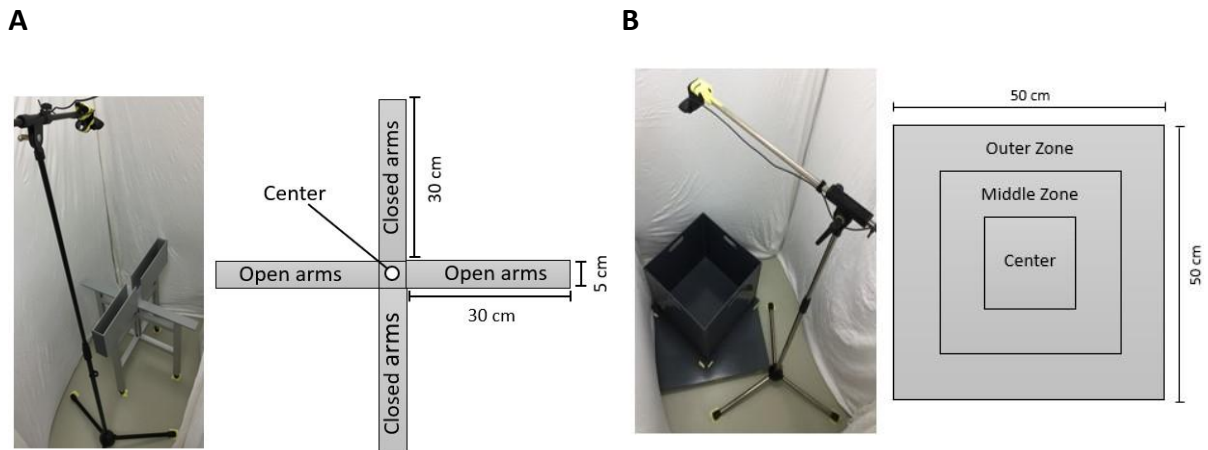 A
Closed arms
30 cm
Center
Open arms
Open arms
5 cm
30 cm
Closed arms
B
50 cm
Outer Zone
Middle Zone
Center
50 cm